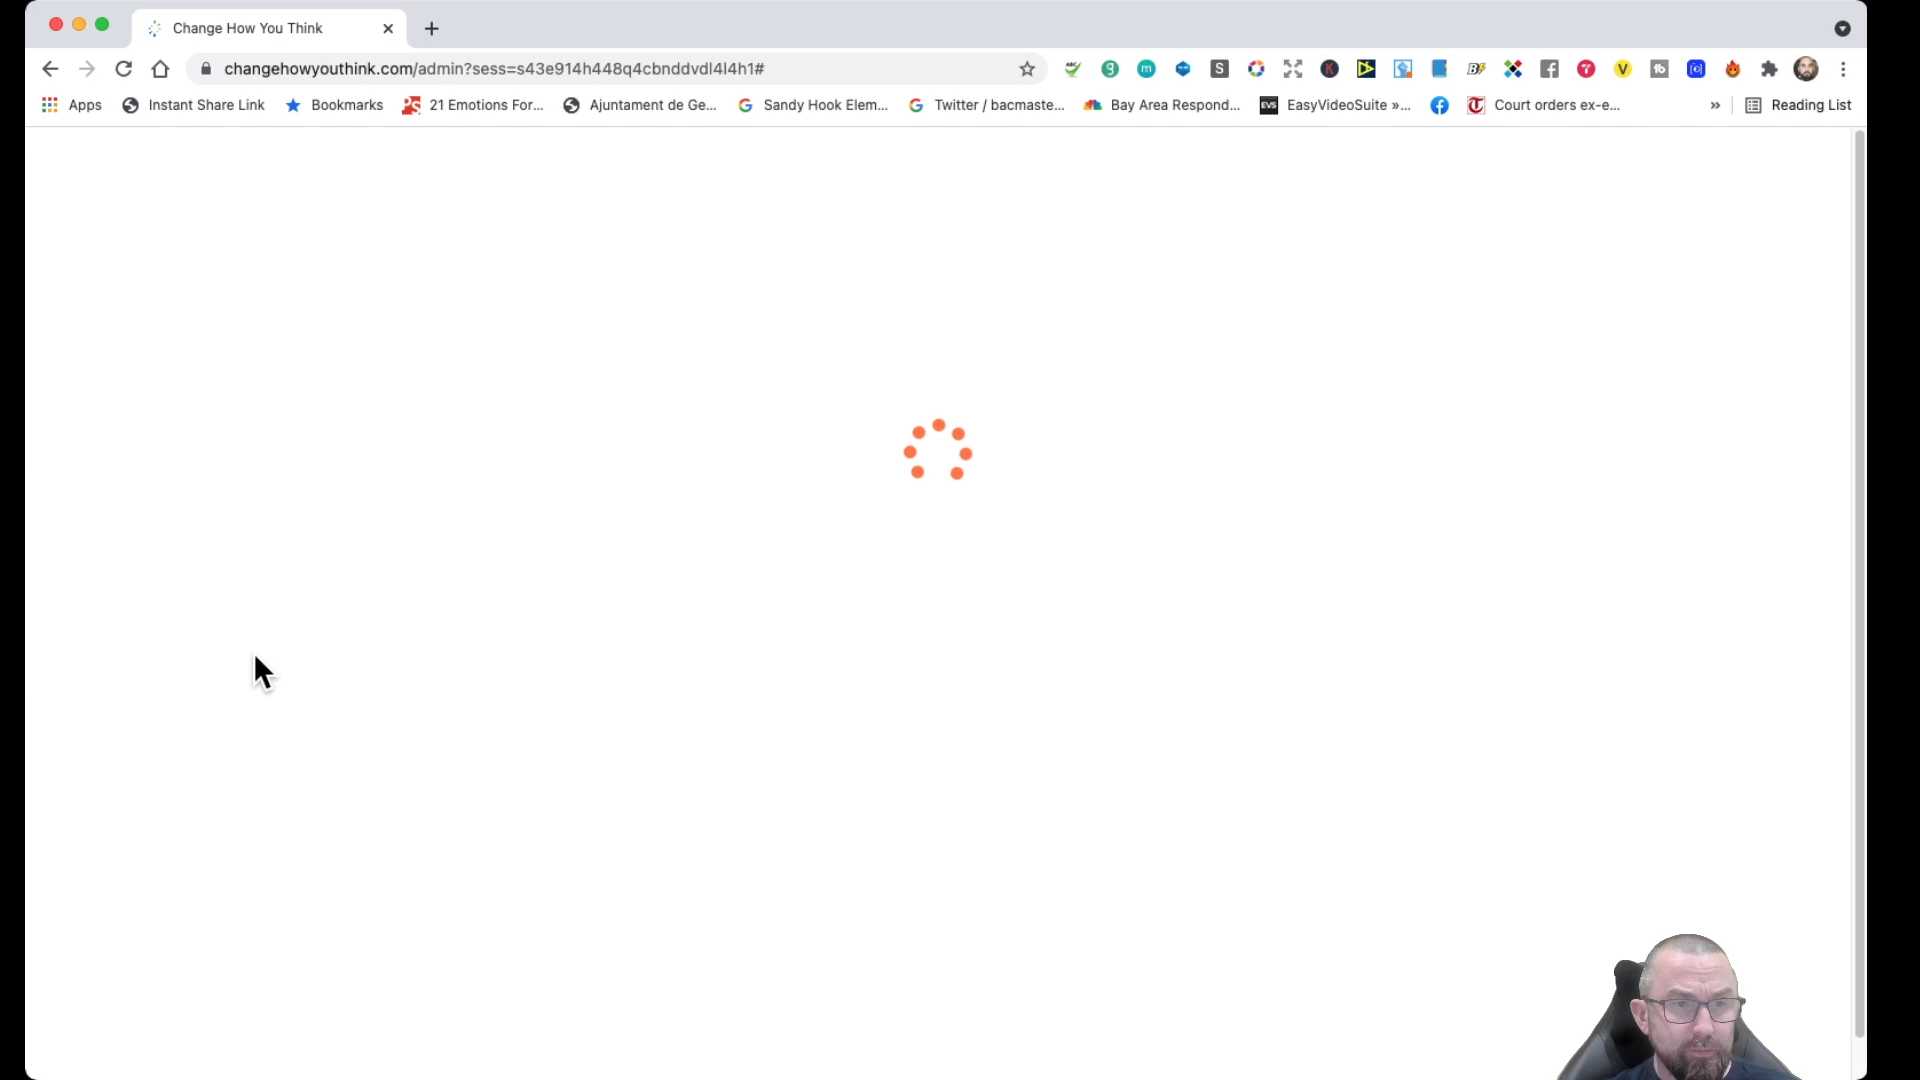 Change How You Think
changehowyouthink.com/admin?sess=s43e914h448q4cbnddvdl4l4h1#
Apps Instant Share Link Bookmarks 21 Emotions For... Ajuntament de Ge... Sandy Hook Elem... Twitter / bacmaste... Bay Area Respond... EVS EasyVideoSuite »... Court orders ex-e... » Reading List